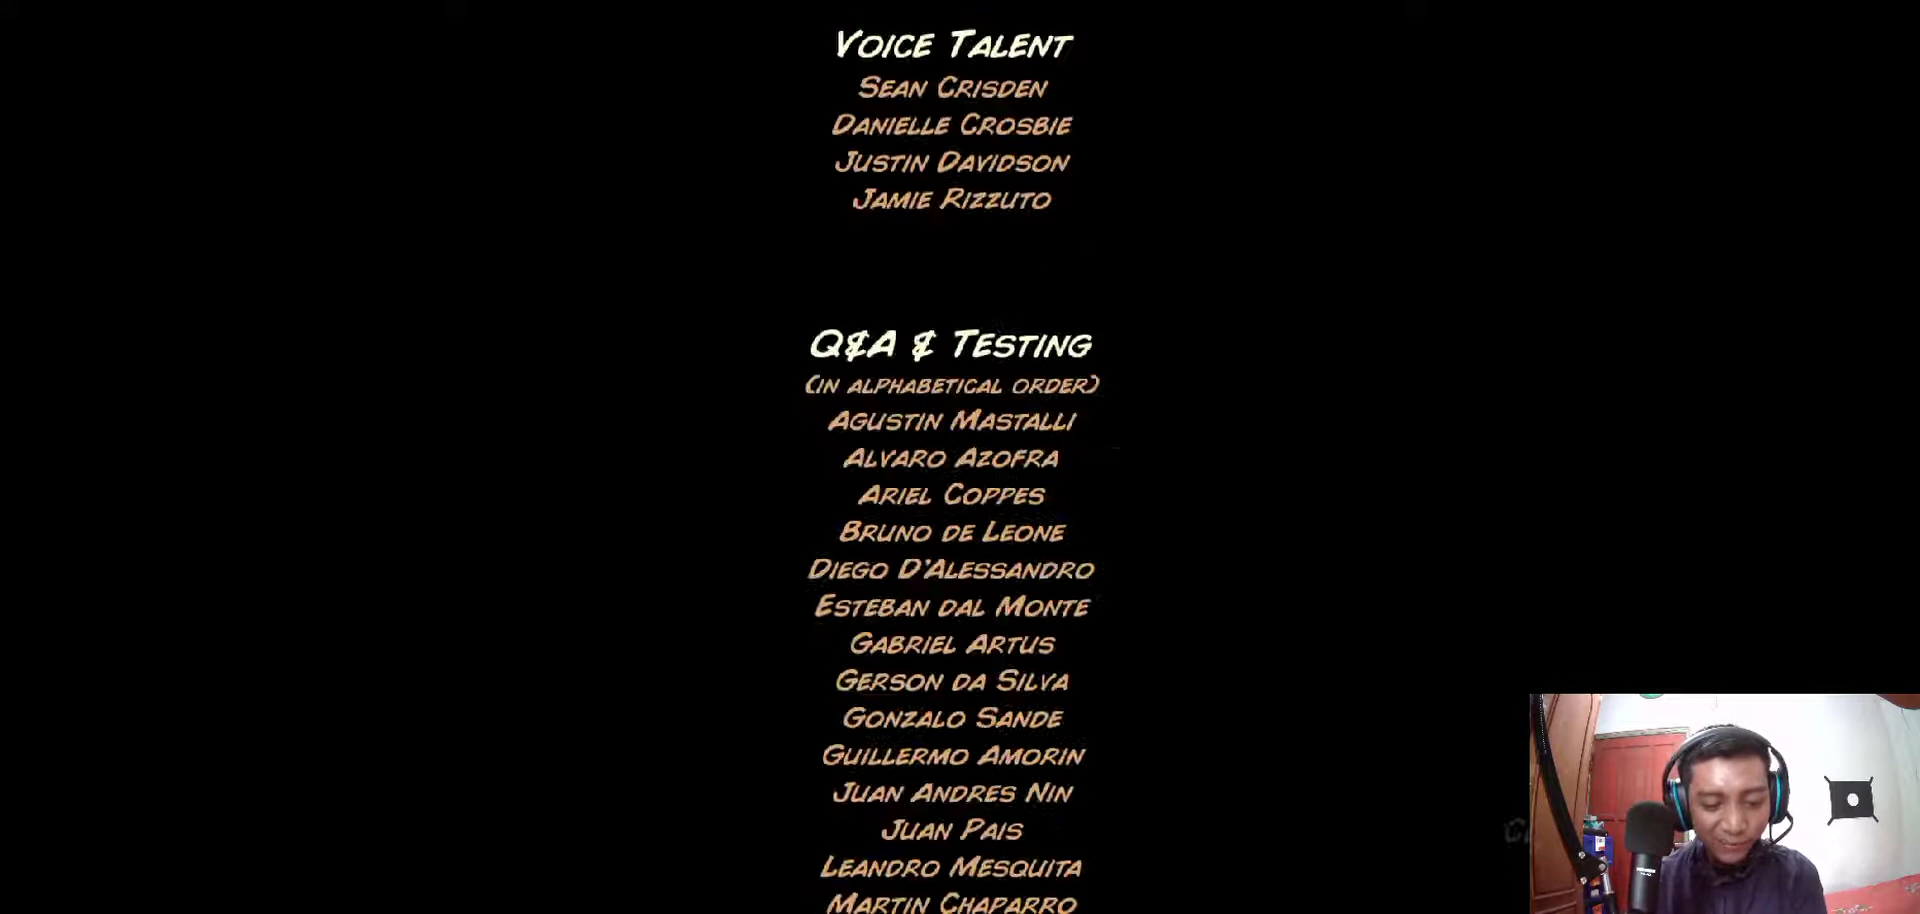 Voice Talent
Sean Crisden
Danielle Crosbie
Justin Davidson
Jamie Rizzuto
Q&A & Testing
(in alphabetical order)
Agustin Mastalli
Alvaro Azofra
Ariel Coppes
Bruno de Leone
Diego D'Alessandro
Esteban dal Monte
Gabriel Artus
Gerson da Silva
Gonzalo Sande
Guillermo Amorin
Juan Andres Nin
Juan Pais
Leandro Mesquita
Martin Chaparro